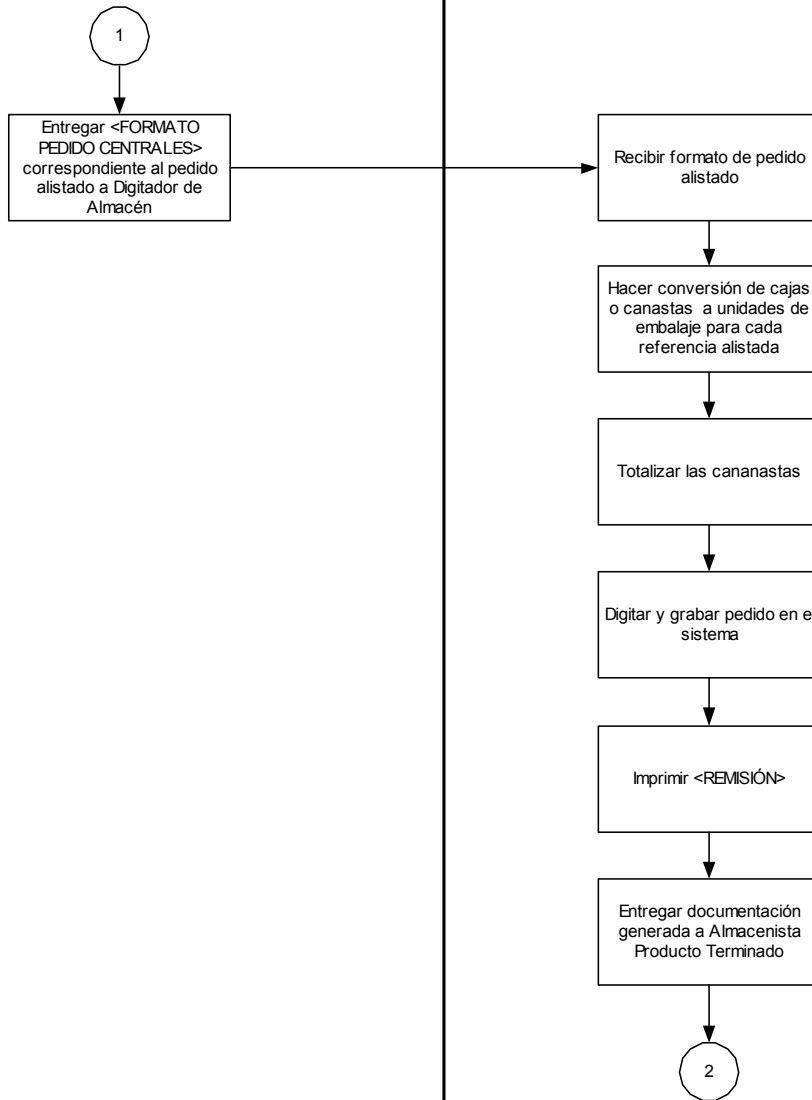 1
Entregar <FORMATO
PEDIDO CENTRALES>
correspondiente al pedido
alistado a Digitador de
Almacén
Recibir formato de pedido
alistado
Hacer conversión de cajas
o canastas a unidades de
embalaje para cada
referencia alistada
Totalizar las cananastas
Digitar y grabar pedido en e
sistema
Imprimir <REMISIÓN>
Entregar documentación
generada a Almacenista
Producto Terminado
2